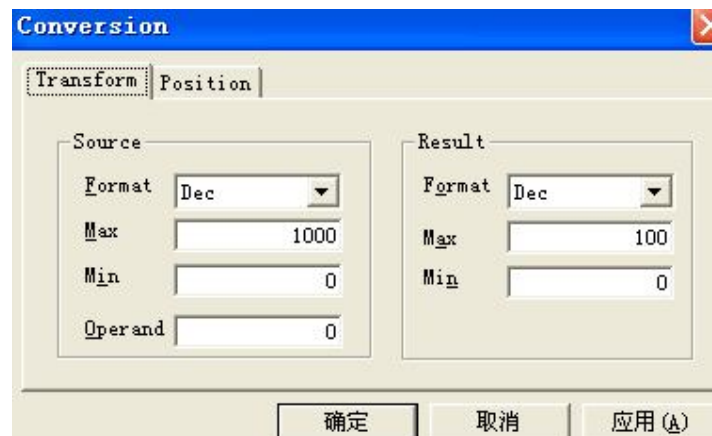 Conversion
Transform Position
Source
Format Dec
Max 1000
Min 0
Operand 0
Result
Format Dec
Max 100
Min 0
确定 取消 应用(A)